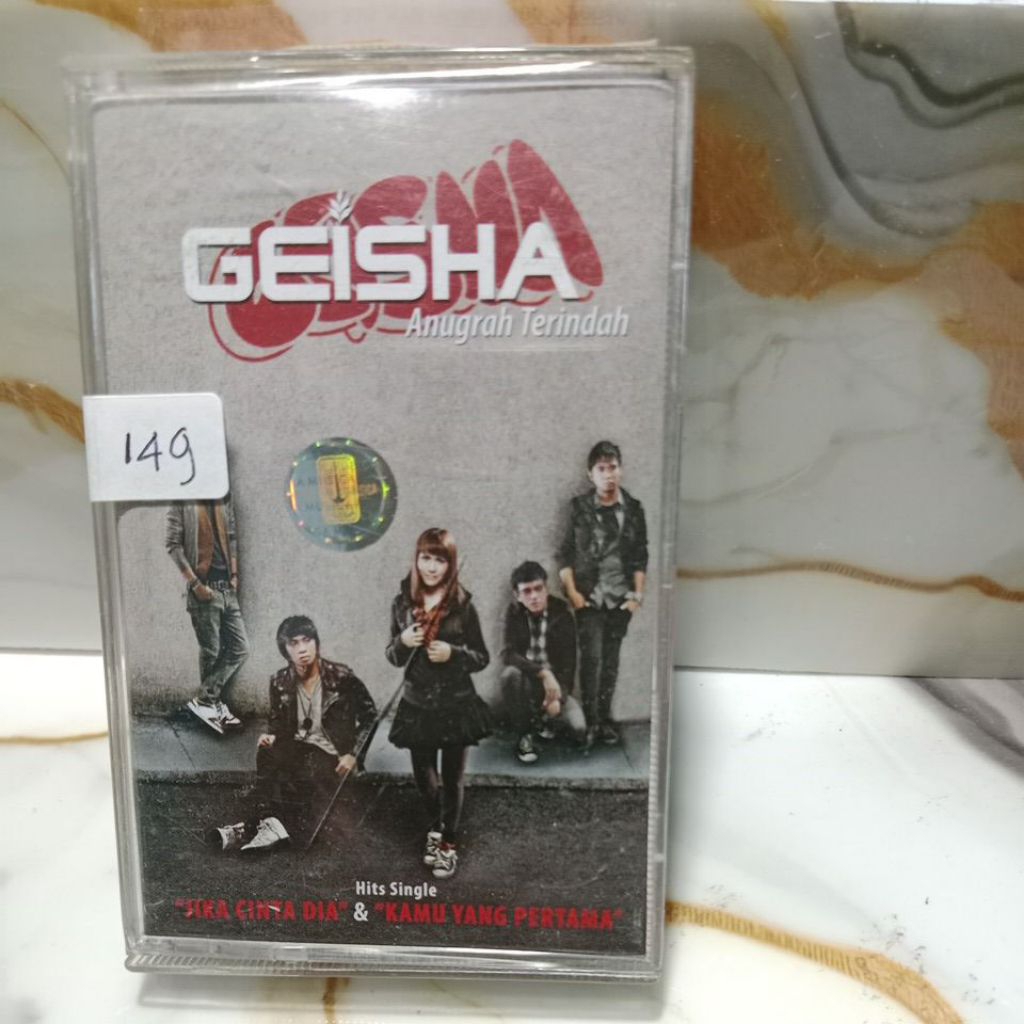 GEISHA
Anugrah Terindah
149
Hits Single
"JIKA CINTA DIA" & "KAMU YANG PERTAMA"